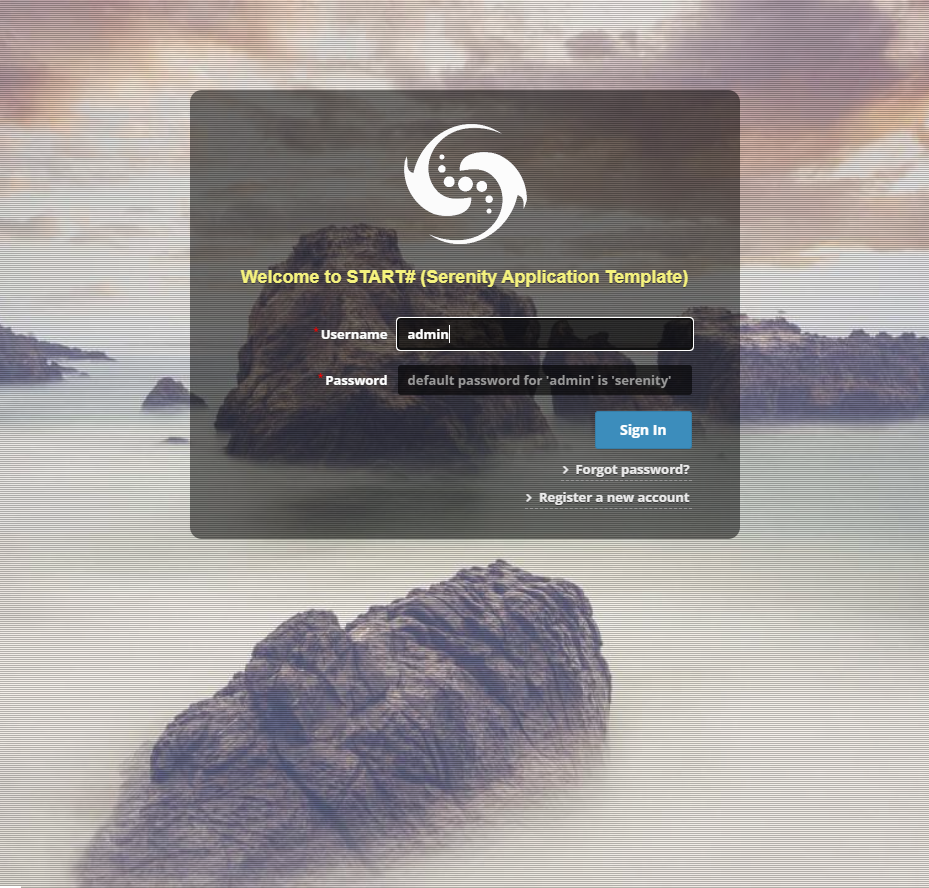 Welcome to START# (Serenity Application Template)
* Username admin
* Password default password for 'admin' is 'serenity'
Sign In
Forgot password?
Register a new account